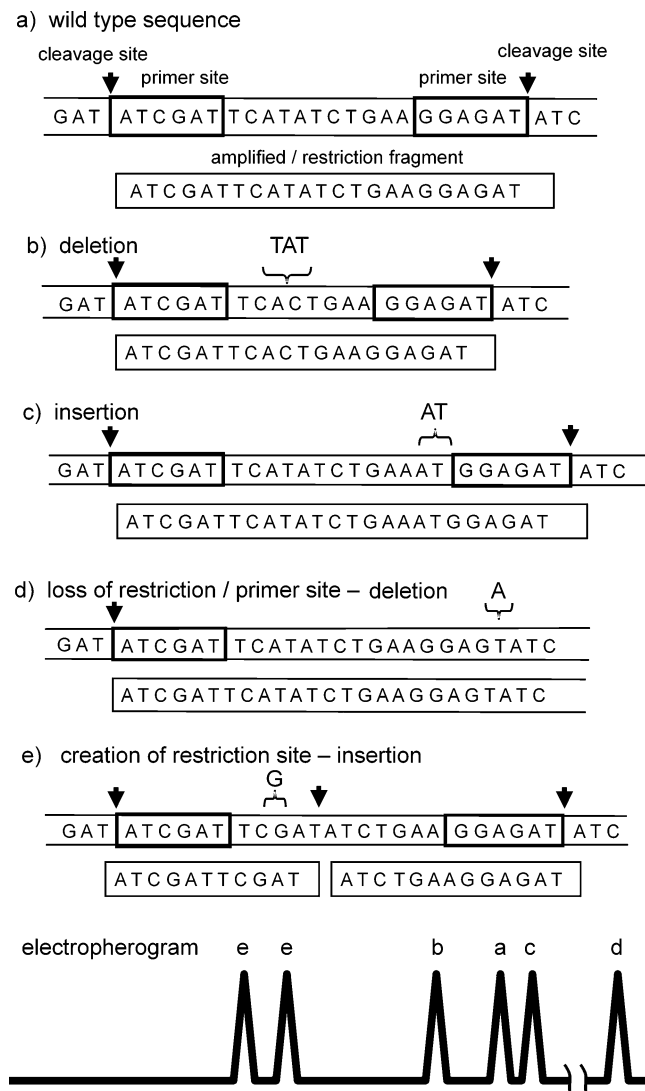 a) wild type sequence
cleavage site
cleavage site
primer site
primer site
GAT ATCGAT TCATATCTGAA GGAGAT ATC
amplified / restriction fragment
ATCGATTCATATCTGAAGGAGAT
b) deletion
TAT
GAT ATCGAT TCACTGAA GGAGAT ATC
ATCGATTCACTGAAGGAGAT
c) insertion
AT
GAT ATCGAT TCATATCTGAAAT GGAGAT ATC
ATCGATTCATATCTGAAATGGAGAT
d) loss of restriction / primer site – deletion
A
GAT ATCGAT TCATATCTGAAGGAGTATC
ATCGATTCATATCTGAAGGAGTATC
e) creation of restriction site – insertion
G
GAT ATCGAT TCGATATCTGAA GGAGAT ATC
ATCGATTCGAT ATCTGAAGGAGAT
electropherogram e e b a c d